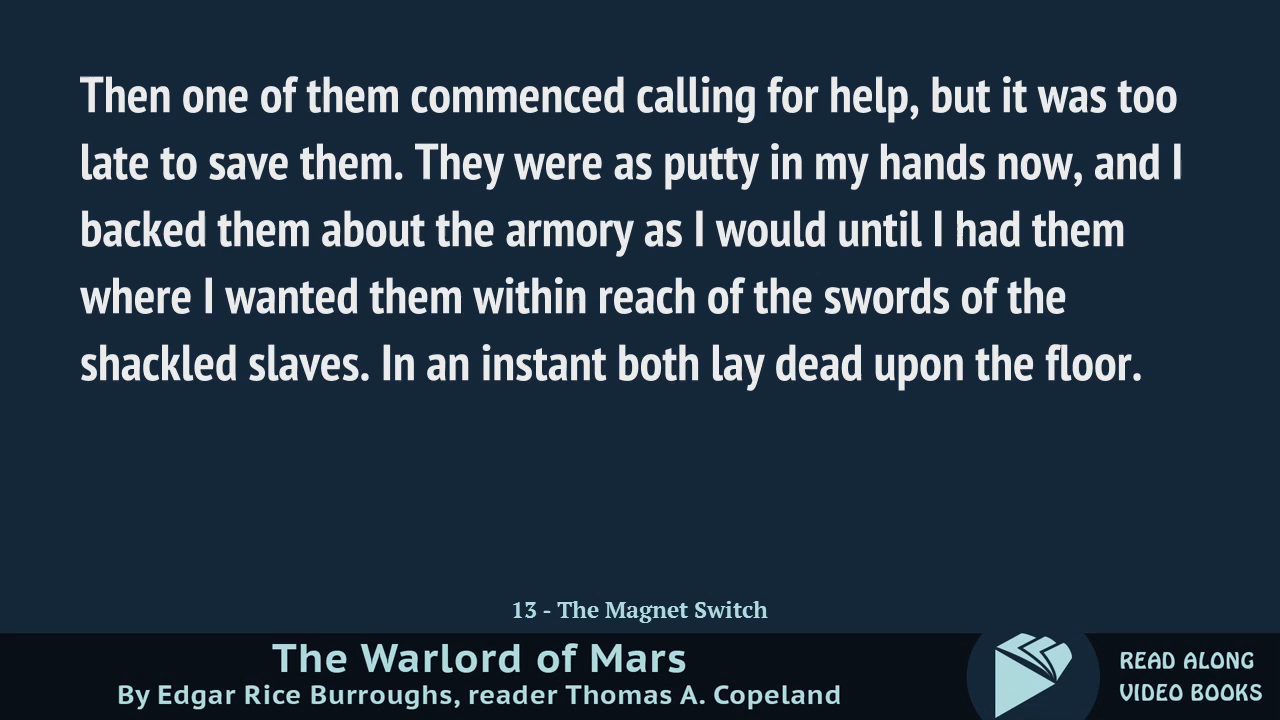 Then one of them commenced calling for help, but it was too
late to save them. They were as putty in my hands now, and I
backed them about the armory as I would until I had them
where I wanted them within reach of the swords of the
shackled slaves. In an instant both lay dead upon the floor.
13 - The Magnet Switch
The Warlord of Mars
By Edgar Rice Burroughs, reader Thomas A. Copeland
READ ALONG
VIDEO BOOKS